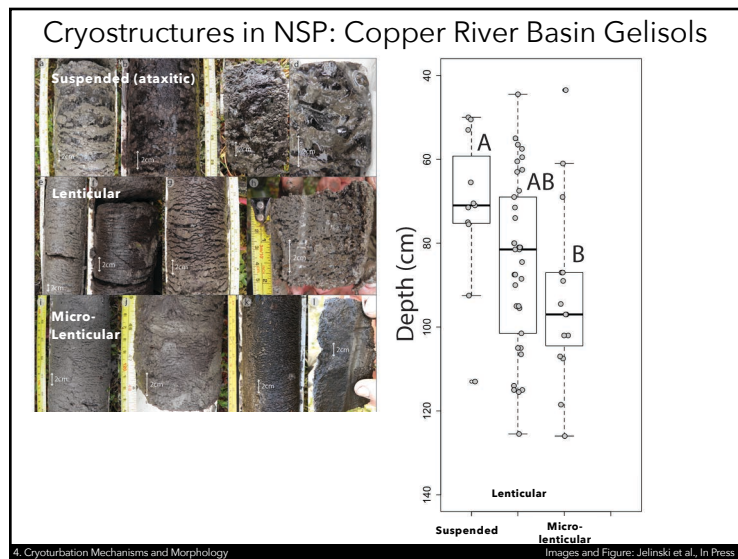 Cryostructures in NSP: Copper River Basin Gelisols
Suspended (ataxitic)
d
2cm
2cm
2cm
Lenticular
2cm
2cm
2cm
2cm
Micro-
Lenticular
i
j
k
l
2cm
2cm
2cm
2cm
Depth (cm)
40
60
80
100
120
140
A
AB
B
Lenticular
Suspended
Micro-
lenticular
4. Cryoturbation Mechanisms and Morphology
Images and Figure: Jelinski et al., In Press